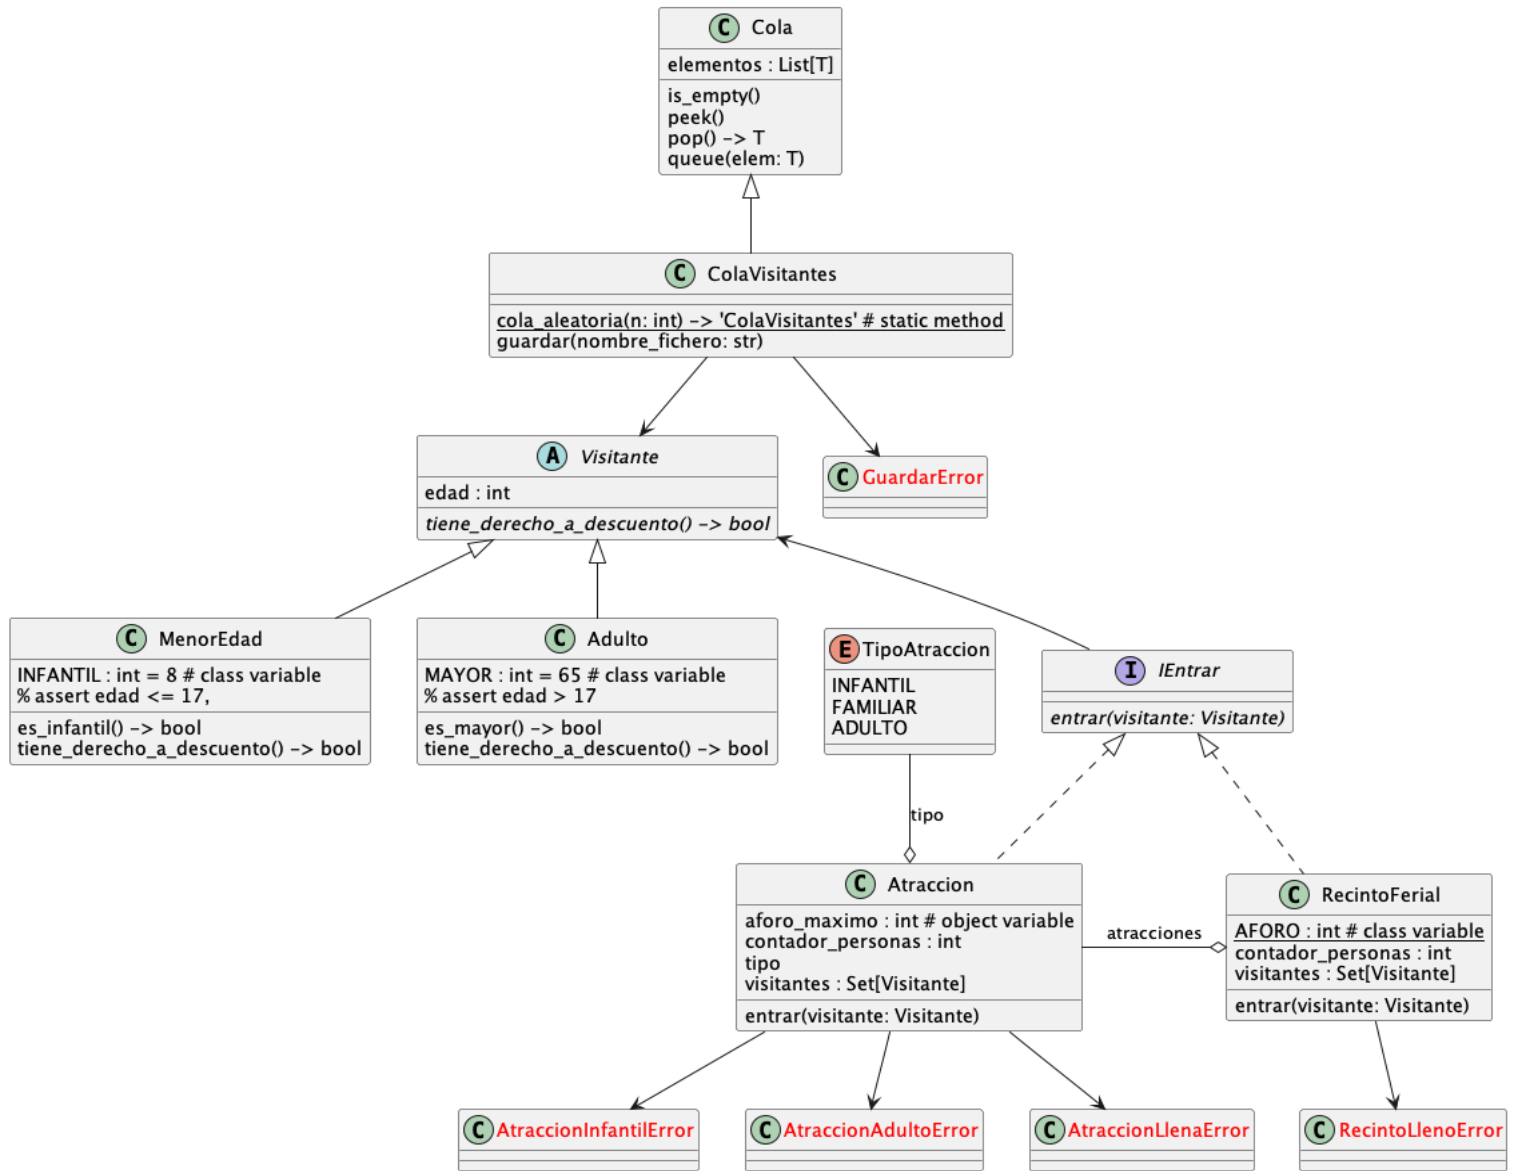 C Cola
elementos : List[T]
is_empty()
peek()
pop() -> T
queue(elem: T)
C ColaVisitantes
cola_aleatoria(n: int) -> 'ColaVisitantes' # static method
guardar(nombre_fichero: str)
A Visitante
edad : int
tiene_derecho_a_descuento() -> bool
C GuardarError
C MenorEdad
INFANTIL : int = 8 # class variable
% assert edad <= 17,
es_infantil() -> bool
tiene_derecho_a_descuento() -> bool
C Adulto
MAYOR : int = 65 # class variable
% assert edad > 17
es_mayor() -> bool
tiene_derecho_a_descuento() -> bool
E TipoAtraccion
INFANTIL
FAMILIAR
ADULTO
I IEntrar
entrar(visitante: Visitante)
tipo
C Atraccion
aforo_maximo : int # object variable
contador_personas : int
tipo
visitantes : Set[Visitante]
entrar(visitante: Visitante)
atracciones
C RecintoFerial
AFORO : int # class variable
contador_personas : int
visitantes : Set[Visitante]
entrar(visitante: Visitante)
C AtraccionInfantilError
C AtraccionAdultoError
C AtraccionLlenaError
C RecintoLlenoError